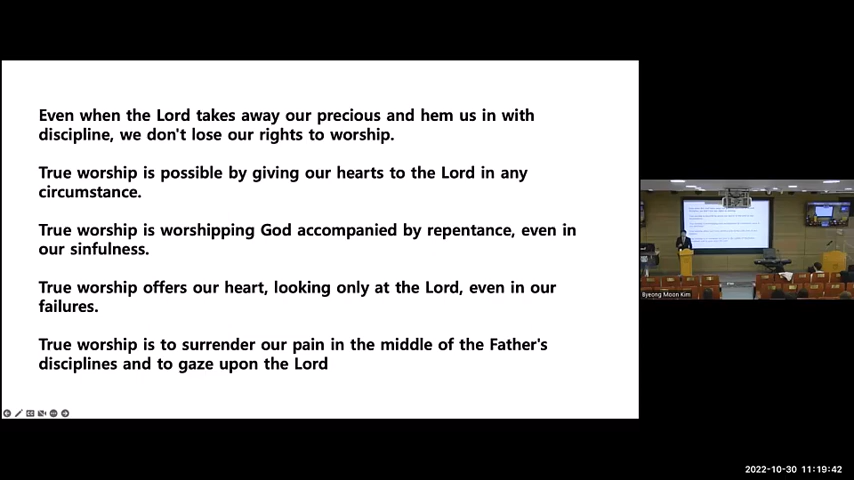 Even when the Lord takes away our precious and hem us in with
discipline, we don't lose our rights to worship.
True worship is possible by giving our hearts to the Lord in any
circumstance.
True worship is worshipping God accompanied by repentance, even in
our sinfulness.
True worship offers our heart, looking only at the Lord, even in our
failures.
True worship is to surrender our pain in the middle of the Father's
disciplines and to gaze upon the Lord
Byeong Moon Kim
2022-10-30 11:19:42